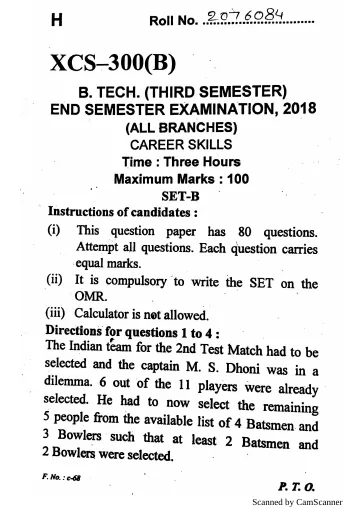 H
Roll No. 2076084
XCS–300(B)
B. TECH. (THIRD SEMESTER)
END SEMESTER EXAMINATION, 2018
(ALL BRANCHES)
CAREER SKILLS
Time : Three Hours
Maximum Marks : 100
SET-B
Instructions of candidates :
(i) This question paper has 80 questions.
Attempt all questions. Each question carries
equal marks.
(ii) It is compulsory to write the SET on the
OMR.
(iii) Calculator is not allowed.
Directions for questions 1 to 4 :
The Indian team for the 2nd Test Match had to be
selected and the captain M. S. Dhoni was in a
dilemma. 6 out of the 11 players were already
selected. He had to now select the remaining
5 people from the available list of 4 Batsmen and
3 Bowlers such that at least 2 Batsmen and
2 Bowlers were selected.
F. No. : c-68
P. T. O.
Scanned by CamScanner